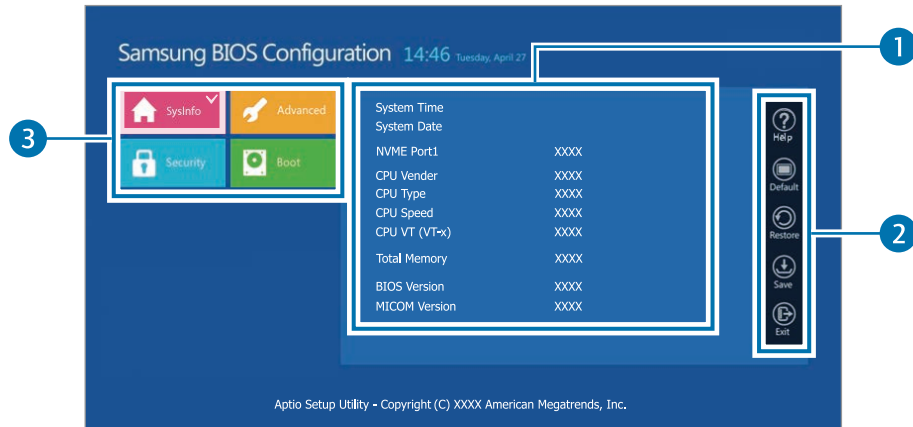 Samsung BIOS Configuration 14:46 Tuesday, April 27
1
3
SysInfo
Advanced
Security
Boot
System Time
System Date
NVME Port1 XXXX
CPU Vender XXXX
CPU Type XXXX
CPU Speed XXXX
CPU VT (VT-x) XXXX
Total Memory XXXX
BIOS Version XXXX
MICOM Version XXXX
Help
Default
Restore
Save
Exit
2
Aptio Setup Utility - Copyright (C) XXXX American Megatrends, Inc.